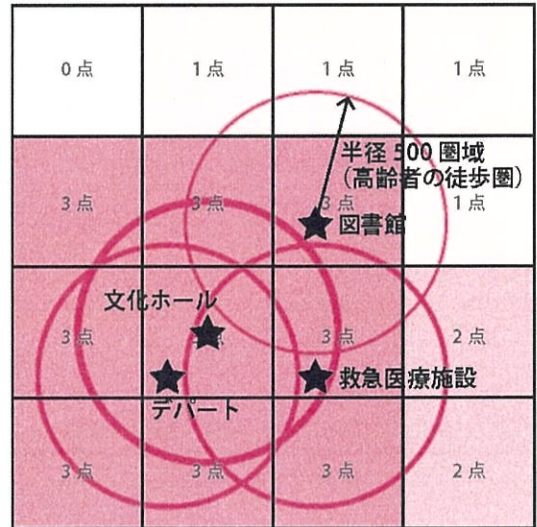 0 点
1 点
1 点
1 点
半径 500 圏域
(高齢者の徒歩圏)
3 点
3 点
3 点
1 点
図書館
文化ホール
3 点
3 点
2 点
救急医療施設
デパート
3 点
3 点
3 点
2 点